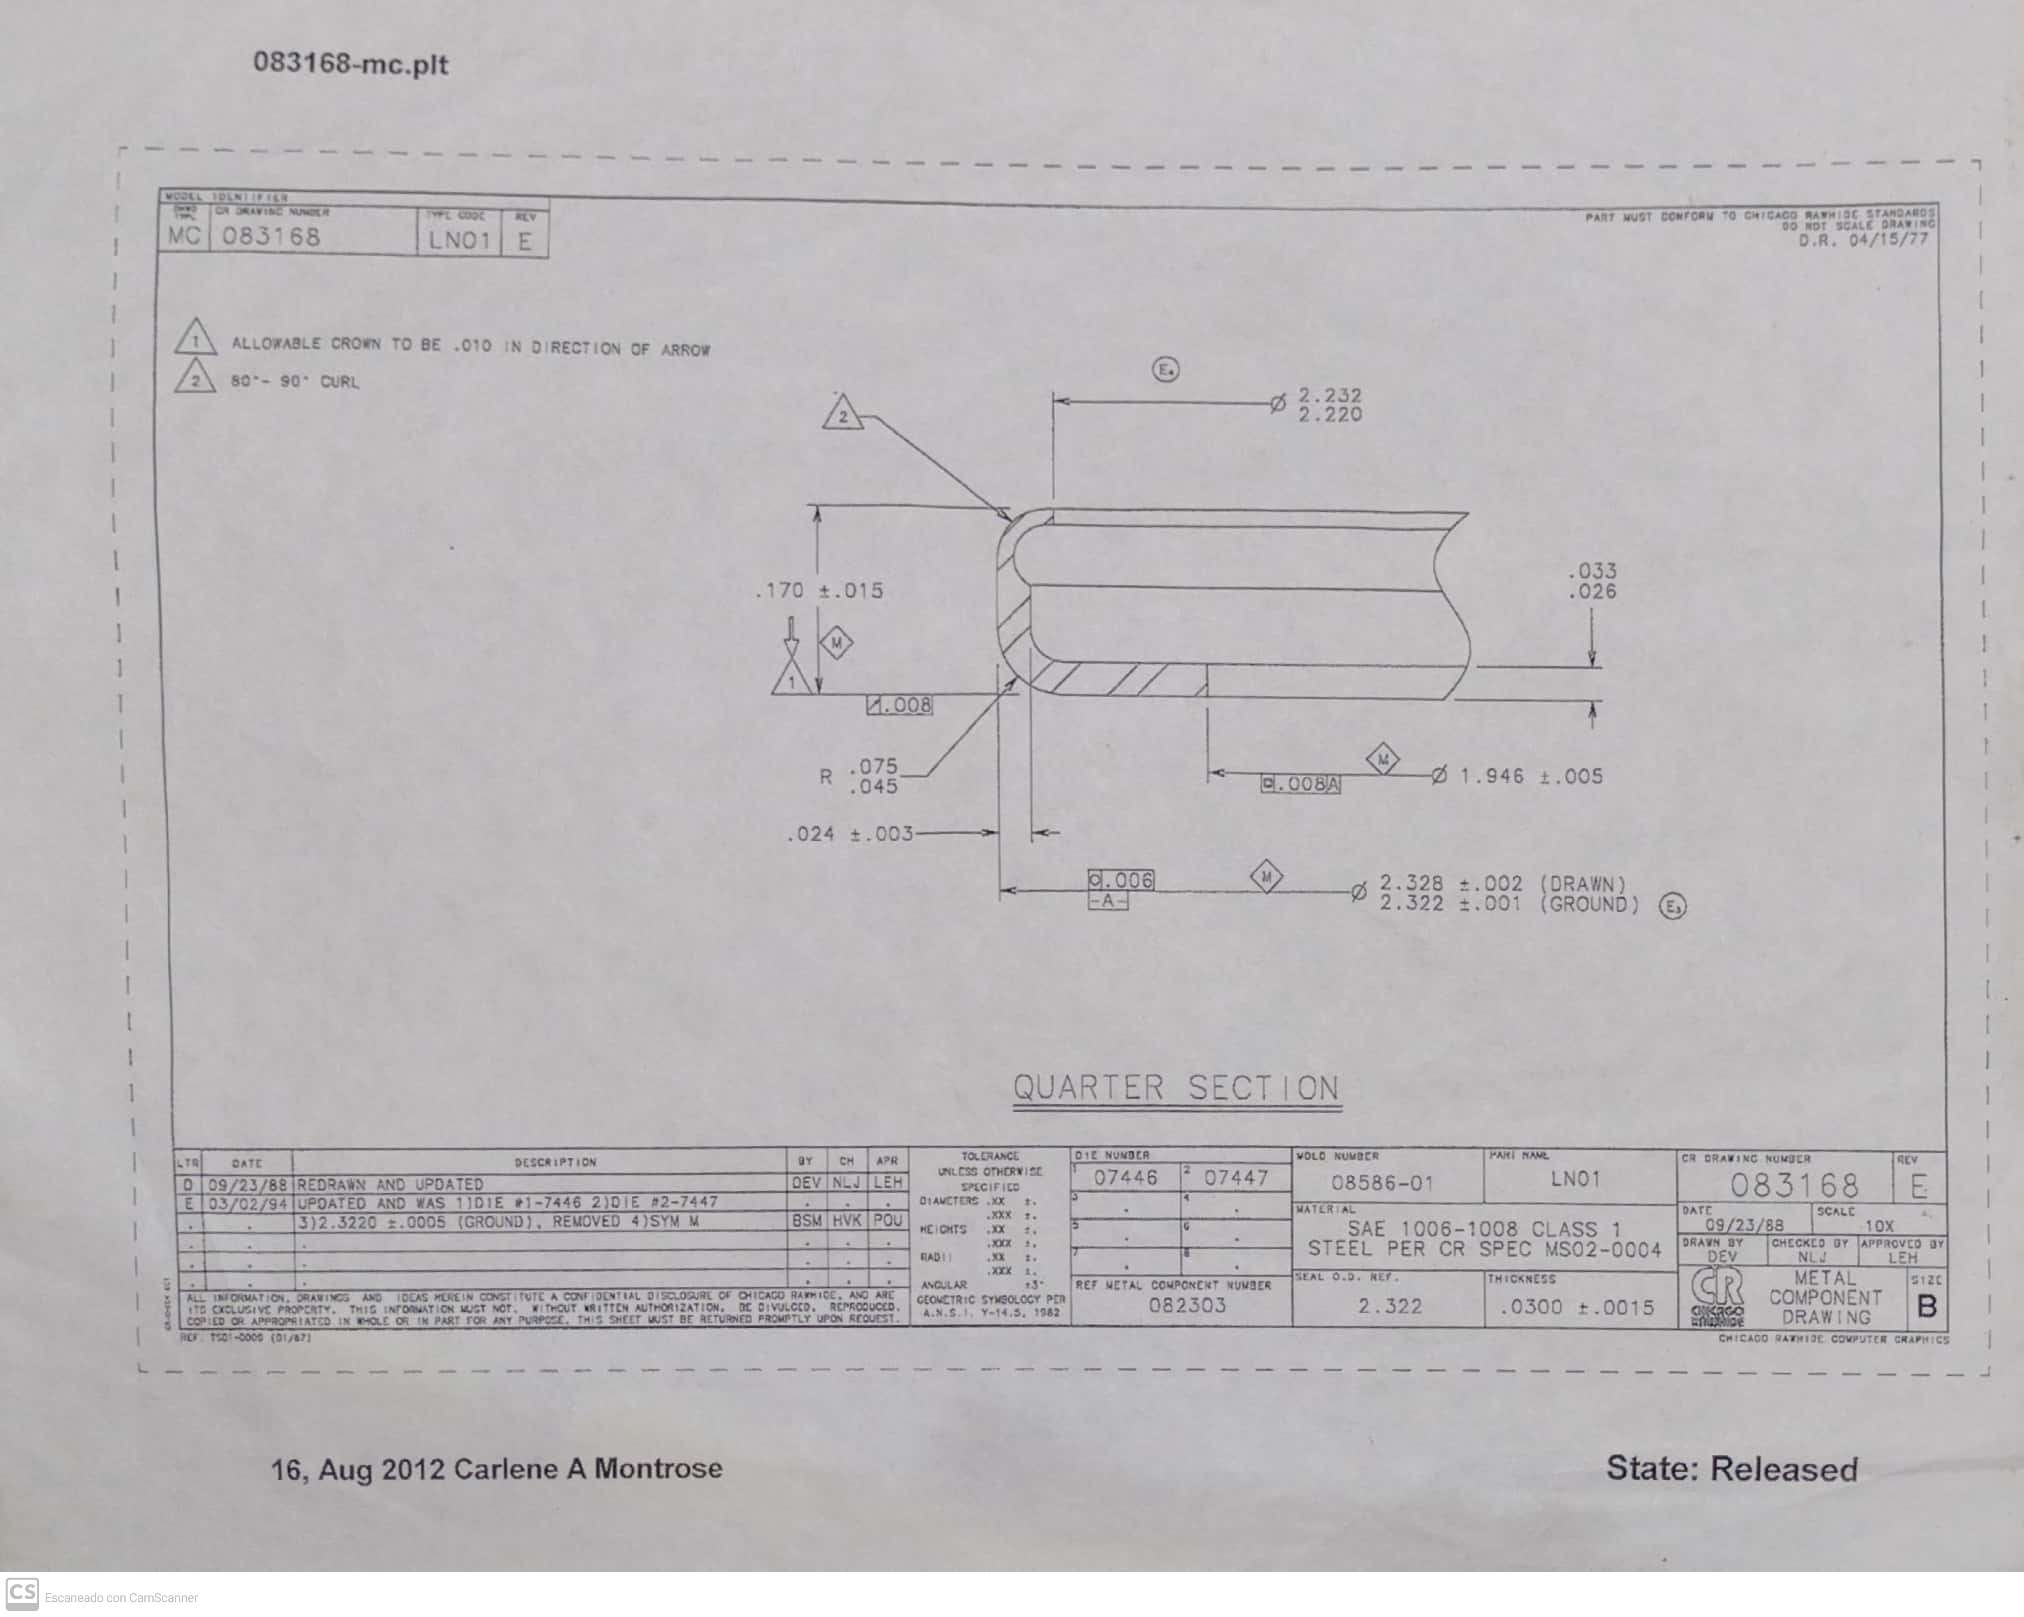 083168-mc.plt
MODEL IDENTIFIER
DWNG TYPE
CR DRAWING NUMBER
TYPE CODE
REV
MC 083168 LN01 E
PART MUST CONFORM TO CHICAGO RAWHIDE STANDARDS
DO NOT SCALE DRAWING
D.R. 04/15/77
1 ALLOWABLE CROWN TO BE .010 IN DIRECTION OF ARROW
2 80°- 90° CURL
E4
2
Ø 2.232
2.220
.170 ±.015
M
1
.008
.033
.026
R .075
.045
M
.008 A
Ø 1.946 ±.005
.024 ±.003
.006
-A-
M
Ø 2.328 ±.002 (DRAWN)
2.322 ±.001 (GROUND) E3
QUARTER SECTION
LTR DATE DESCRIPTION BY CH APR
D 09/23/88 REDRAWN AND UPDATED DEV NLJ LEH
E 03/02/94 UPDATED AND WAS 1)DIE #1-7446 2)DIE #2-7447
3)2.3220 ±.0005 (GROUND), REMOVED 4)SYM M BSM HVK POU
ALL INFORMATION, DRAWINGS AND IDEAS HEREIN CONSTITUTE A CONFIDENTIAL DISCLOSURE OF CHICAGO RAWHIDE, AND ARE
ITS EXCLUSIVE PROPERTY. THIS INFORMATION MUST NOT, WITHOUT WRITTEN AUTHORIZATION, BE DIVULGED, REPRODUCED,
COPIED OR APPROPRIATED IN WHOLE OR IN PART FOR ANY PURPOSE. THIS SHEET MUST BE RETURNED PROMPTLY UPON REQUEST.
REF. TS01-0006 (01/87)
TOLERANCE
UNLESS OTHERWISE
SPECIFIED
DIAMETERS .XX ±.
.XXX ±.
HEIGHTS .XX ±.
.XXX ±.
RADII .XX ±.
.XXX ±.
ANGULAR ±3°
GEOMETRIC SYMBOLOGY PER
A.N.S.I. Y-14.5, 1982
DIE NUMBER
1 07446 2 07447
3 4
5 6
7 8
REF METAL COMPONENT NUMBER
082303
MOLD NUMBER
08586-01
PART NAME
LN01
MATERIAL
SAE 1006-1008 CLASS 1
STEEL PER CR SPEC MS02-0004
SEAL O.D. REF.
2.322
THICKNESS
.0300 ±.0015
CR DRAWING NUMBER
083168
REV
E
DATE
09/23/88
SCALE
10X
DRAWN BY
DEV
CHECKED BY
NLJ
APPROVED BY
LEH
CR
CHICAGO
RAWHIDE
METAL
COMPONENT
DRAWING
SIZE
B
CHICAGO RAWHIDE COMPUTER GRAPHICS
16, Aug 2012 Carlene A Montrose
State: Released
CS Escaneado con CamScanner